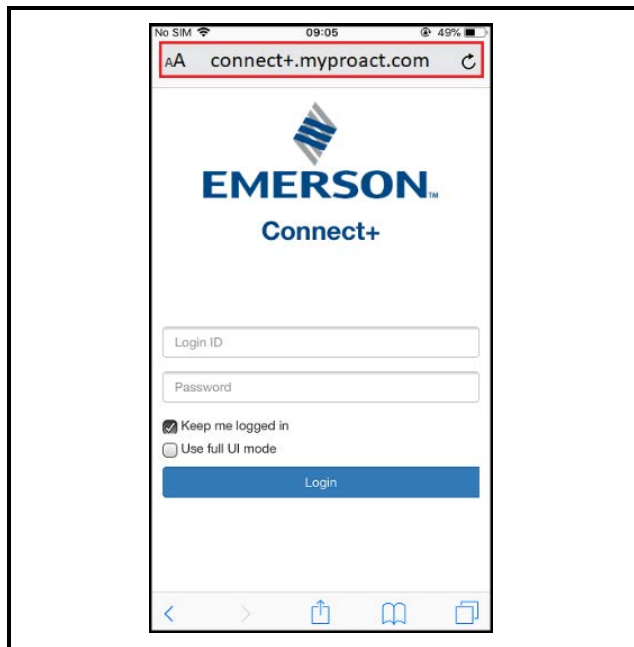 No SIM 09:05 49%
AA connect+.myproact.com
EMERSON™
Connect+
Login ID
Password
Keep me logged in
Use full UI mode
Login